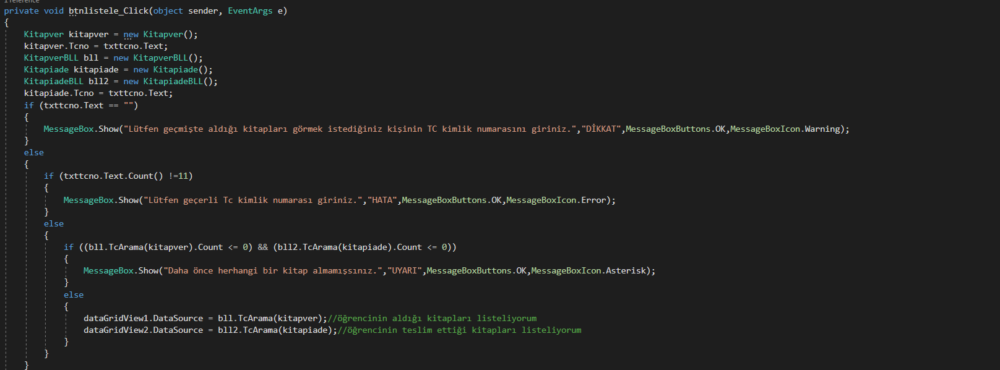 1 reference
private void btnlistele_Click(object sender, EventArgs e)
{
Kitapver kitapver = new Kitapver();
kitapver.Tcno = txttcno.Text;
KitapverBLL bll = new KitapverBLL();
Kitapiade kitapiade = new Kitapiade();
KitapiadeBLL bll2 = new KitapiadeBLL();
kitapiade.Tcno = txttcno.Text;
if (txttcno.Text == "")
{
MessageBox.Show("Lütfen geçmişte aldığı kitapları görmek istediğiniz kişinin TC kimlik numarasını giriniz.","DİKKAT",MessageBoxButtons.OK,MessageBoxIcon.Warning);
}
else
{
if (txttcno.Text.Count() !=11)
{
MessageBox.Show("Lütfen geçerli Tc kimlik numarası giriniz.","HATA",MessageBoxButtons.OK,MessageBoxIcon.Error);
}
else
{
if ((bll.TcArama(kitapver).Count <= 0) && (bll2.TcArama(kitapiade).Count <= 0))
{
MessageBox.Show("Daha önce herhangi bir kitap almamışsınız.","UYARI",MessageBoxButtons.OK,MessageBoxIcon.Asterisk);
}
else
{
dataGridView1.DataSource = bll.TcArama(kitapver);//öğrencinin aldığı kitapları listeliyorum
dataGridView2.DataSource = bll2.TcArama(kitapiade);//öğrencinin teslim ettiği kitapları listeliyorum
}
}
}